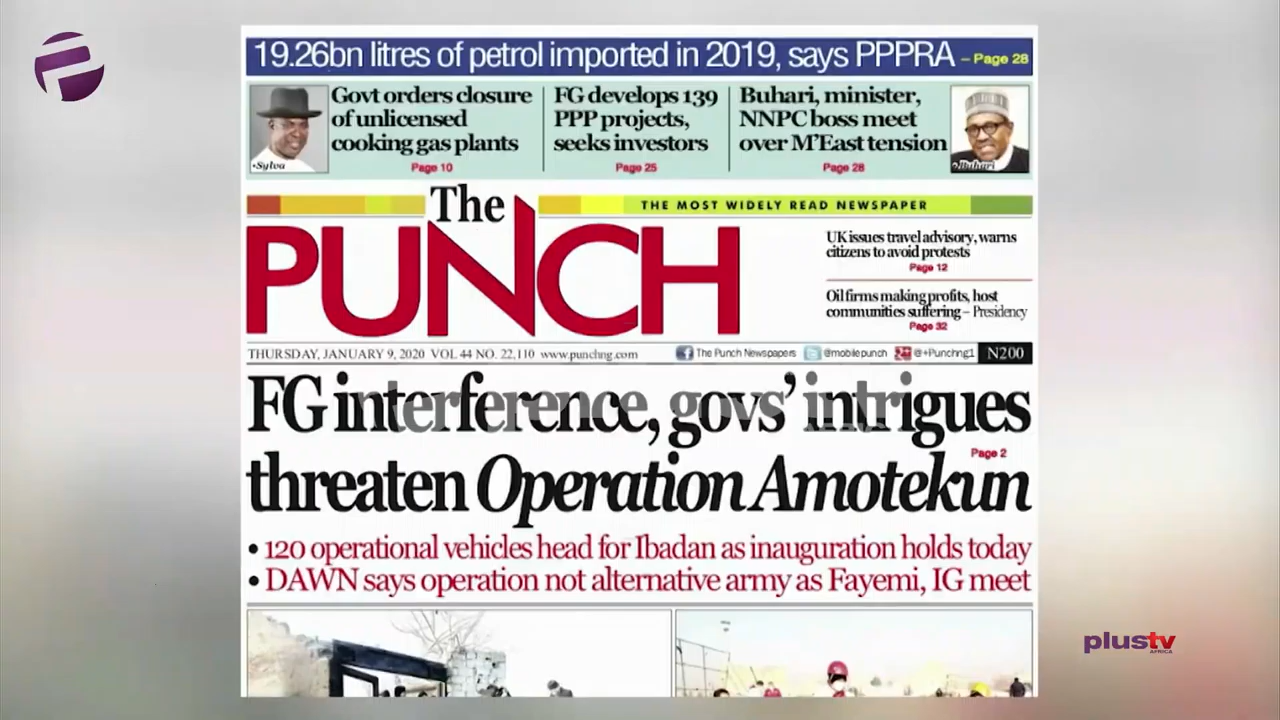 19.26bn litres of petrol imported in 2019, says PPPRA – Page 28
Govt orders closure
of unlicensed
cooking gas plants
Page 10
•Sylva
FG develops 139
PPP projects,
seeks investors
Page 25
Buhari, minister,
NNPC boss meet
over M'East tension
Page 28
•Buhari
The
PUNCH
THE MOST WIDELY READ NEWSPAPER
UK issues travel advisory, warns
citizens to avoid protests
Page 12
Oil firms making profits, host
communities suffering – Presidency
Page 32
THURSDAY, JANUARY 9, 2020 VOL 44 NO. 22,110 www.punchng.com The Punch Newspapers @mobilepunch @+Punchng1 N200
FG interference, govs' intrigues
Page 2
threaten Operation Amotekun
• 120 operational vehicles head for Ibadan as inauguration holds today
• DAWN says operation not alternative army as Fayemi, IG meet
plustv
AFRICA